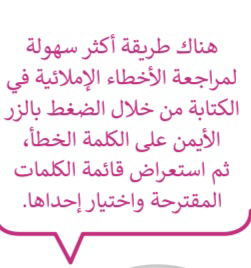 هناك طريقة أكثر سهولة
لمراجعة الأخطاء الإملائية في
الكتابة من خلال الضغط بالزر
الأيمن على الكلمة الخطأ،
ثم استعراض قائمة الكلمات
المقترحة واختيار إحداها.